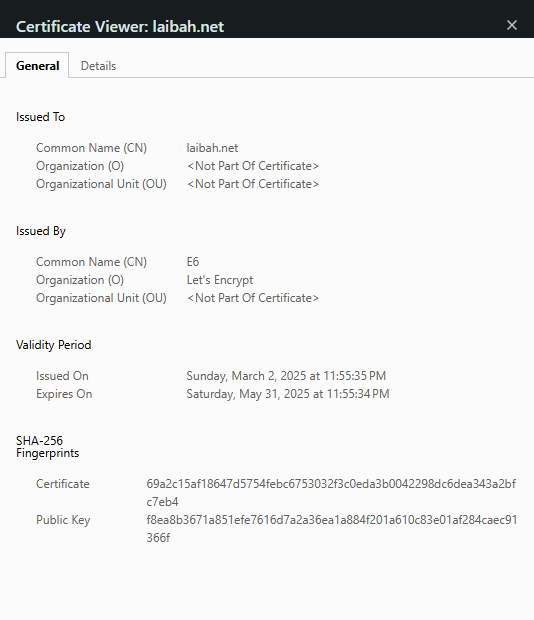 Certificate Viewer: laibah.net
General Details
Issued To
Common Name (CN) laibah.net
Organization (O) <Not Part Of Certificate>
Organizational Unit (OU) <Not Part Of Certificate>
Issued By
Common Name (CN) E6
Organization (O) Let's Encrypt
Organizational Unit (OU) <Not Part Of Certificate>
Validity Period
Issued On Sunday, March 2, 2025 at 11:55:35 PM
Expires On Saturday, May 31, 2025 at 11:55:34 PM
SHA-256
Fingerprints
Certificate 69a2c15af18647d5754febc6753032f3c0eda3b0042298dc6dea343a2bf
c7eb4
Public Key f8ea8b3671a851efe7616d7a2a36ea1a884f201a610c83e01af284caec91
366f